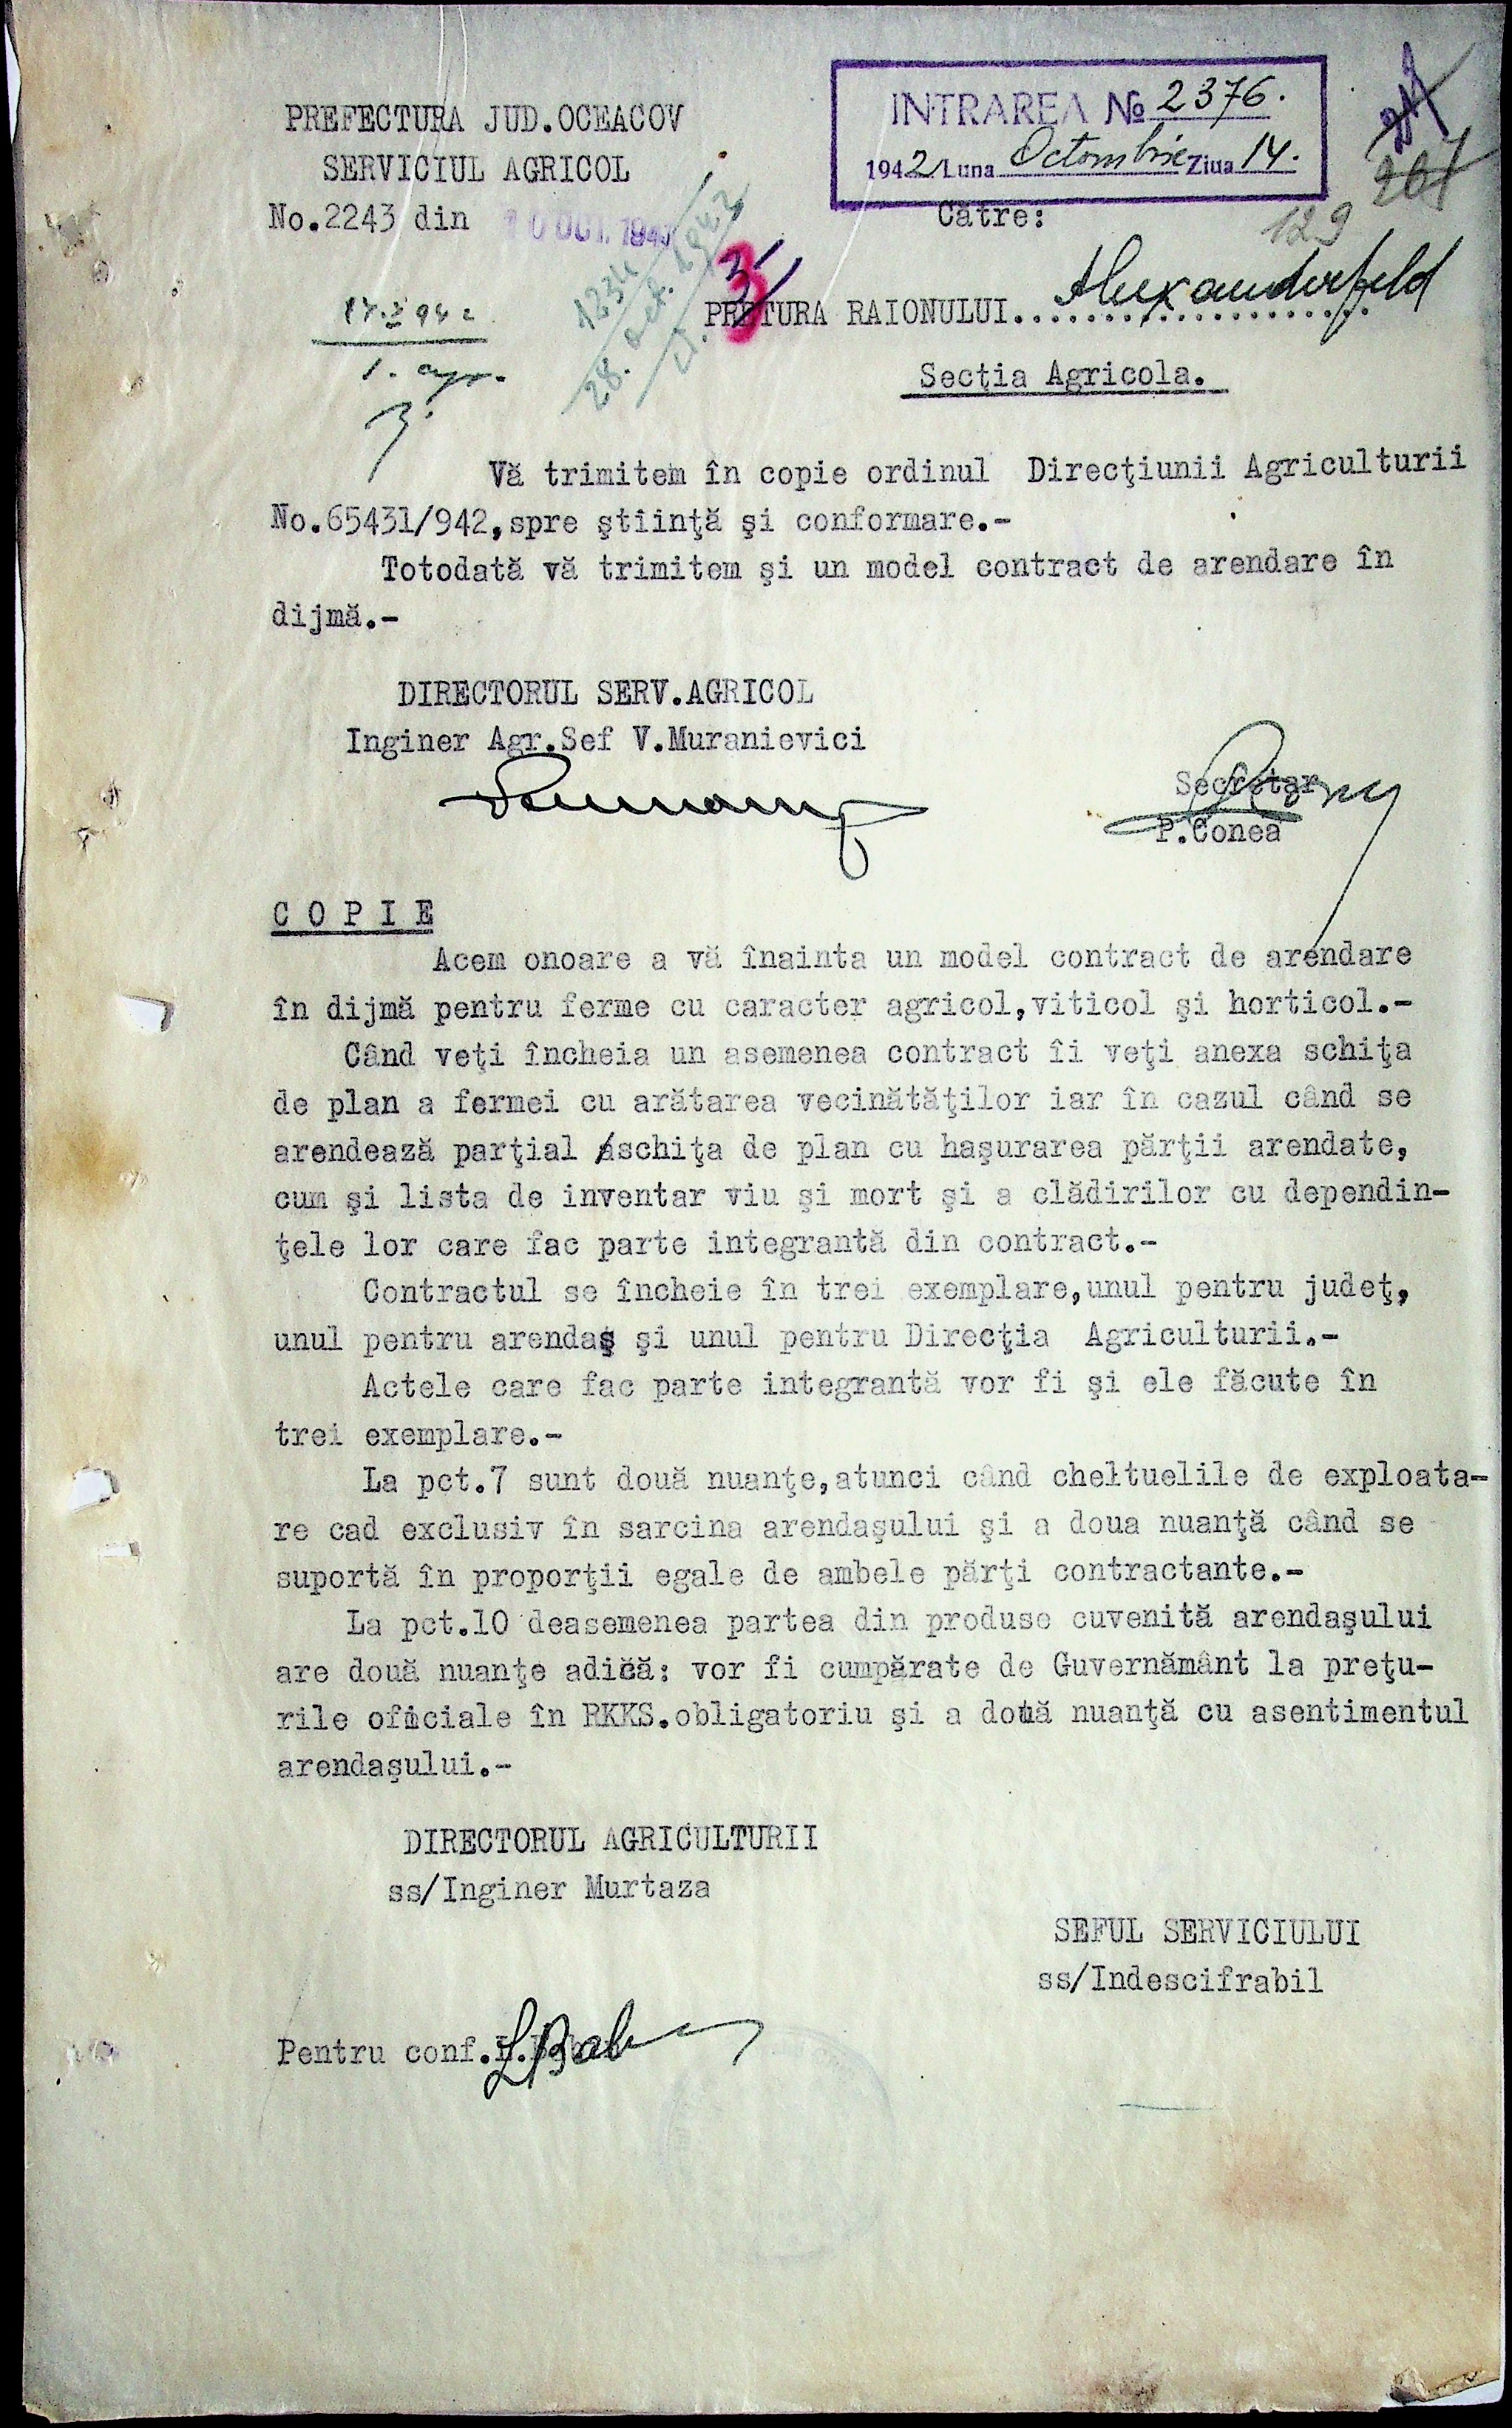 PREFECTURA JUD.OCEACOV
SERVICIUL AGRICOL
No.2243 din 10 OCT. 194
INTRAREA No 2376.
1942 Luna Octombrie Ziua 14.
129
Către:
PRETURA RAIONULUI...Alexanderfeld
Secţia Agricola.
1234
28. oct. 1942
3
Vă trimitem în copie ordinul Direcţiunii Agriculturii
No.65431/942,spre ştiinţă şi conformare.-
Totodată vă trimitem şi un model contract de arendare în
dijmă.-
DIRECTORUL SERV.AGRICOL
Inginer Agr.Sef V.Muranievici
Secretar
P.Conea
C O P I E
Acem onoare a vă înainta un model contract de arendare
în dijmă pentru ferme cu caracter agricol,viticol şi horticol.-
Când veţi încheia un asemenea contract îi veţi anexa schiţa
de plan a fermei cu arătarea vecinătăţilor iar în cazul când se
arendează parţial schiţa de plan cu haşurarea părţii arendate,
cum şi lista de inventar viu şi mort şi a clădirilor cu dependin-
ţele lor care fac parte integrantă din contract.-
Contractul se încheie în trei exemplare,unul pentru judeţ,
unul pentru arendaş şi unul pentru Direcţia Agriculturii.-
Actele care fac parte integrantă vor fi şi ele făcute în
trei exemplare.-
La pct.7 sunt două nuanţe,atunci când cheltuelile de exploata-
re cad exclusiv în sarcina arendaşului şi a doua nuanţă când se
suportă în proporţii egale de ambele părţi contractante.-
La pct.10 deasemenea partea din produse cuvenită arendaşului
are două nuanţe adică: vor fi cumpărate de Guvernământ la preţu-
rile oficiale în RKKS.obligatoriu şi a două nuanţă cu asentimentul
arendaşului.-
DIRECTORUL AGRICULTURII
ss/Inginer Murtaza
SEFUL SERVICIULUI
ss/Indescifrabil
Pentru conf.